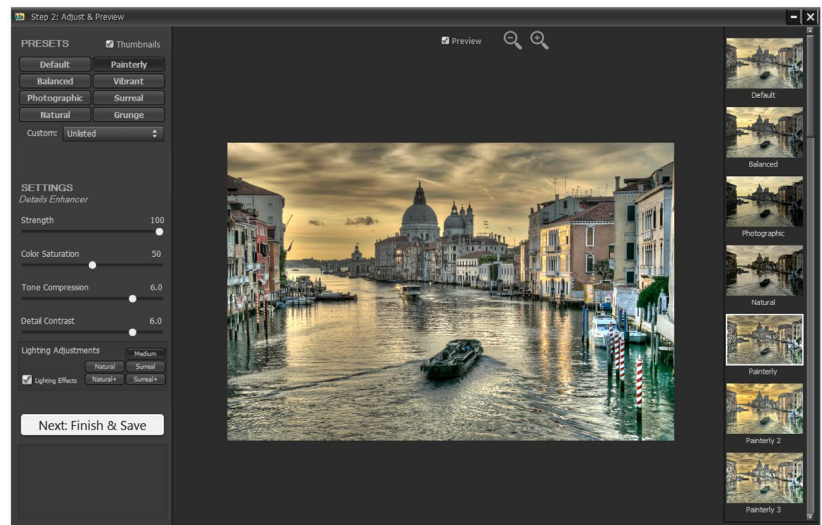 Step 2: Adjust & Preview
PRESETS Thumbnails
Default Painterly
Balanced Vibrant
Photographic Surreal
Natural Grunge
Custom: Unlisted
SETTINGS
Details Enhancer
Strength 100
Color Saturation 50
Tone Compression 6.0
Detail Contrast 6.0
Lighting Adjustments Medium
Natural Surreal
Lighting Effects Natural+ Surreal+
Next: Finish & Save
Preview
Default
Balanced
Photographic
Natural
Painterly
Painterly 2
Painterly 3